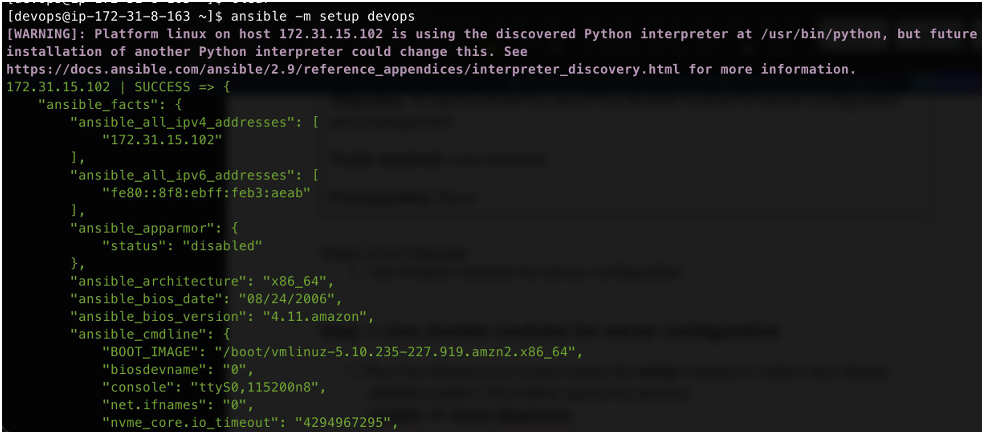 [devops@ip-172-31-8-163 ~]$ ansible -m setup devops
[WARNING]: Platform linux on host 172.31.15.102 is using the discovered Python interpreter at /usr/bin/python, but future
installation of another Python interpreter could change this. See
https://docs.ansible.com/ansible/2.9/reference_appendices/interpreter_discovery.html for more information.
172.31.15.102 | SUCCESS => {
    "ansible_facts": {
        "ansible_all_ipv4_addresses": [
            "172.31.15.102"
        ],
        "ansible_all_ipv6_addresses": [
            "fe80::8f8:ebff:feb3:aeab"
        ],
        "ansible_apparmor": {
            "status": "disabled"
        },
        "ansible_architecture": "x86_64",
        "ansible_bios_date": "08/24/2006",
        "ansible_bios_version": "4.11.amazon",
        "ansible_cmdline": {
            "BOOT_IMAGE": "/boot/vmlinuz-5.10.235-227.919.amzn2.x86_64",
            "biosdevname": "0",
            "console": "ttyS0,115200n8",
            "net.ifnames": "0",
            "nvme_core.io_timeout": "4294967295",